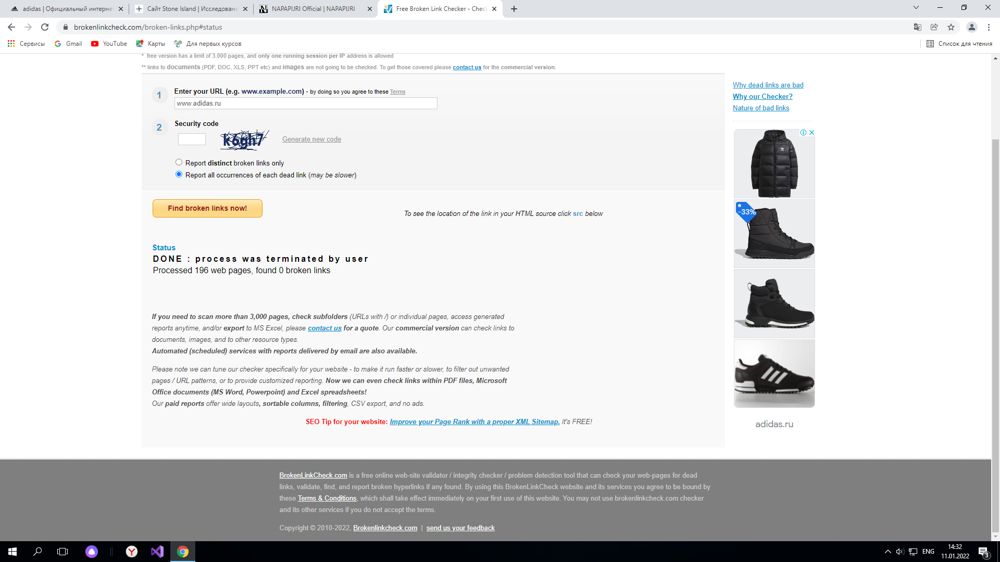 adidas | Официальный интерне
Сайт Stone Island | Исследовани
NAPAPIJRI Official | NAPAPIJRI
Free Broken Link Checker - Chec
brokenlinkcheck.com/broken-links.php#status
Сервисы
Gmail
YouTube
Карты
Для первых курсов
Список для чтения
* free version has a limit of 3,000 pages, and only one running session per IP address is allowed
** links to documents (PDF, DOC, XLS, PPT etc) and images are not going to be checked. To get those covered please contact us for the commercial version.
1
Enter your URL (e.g. www.example.com) - by doing so you agree to these Terms
www.adidas.ru
2
Security code
k6gh7
Generate new code
Report distinct broken links only
Report all occurrences of each dead link (may be slower)
Find broken links now!
To see the location of the link in your HTML source click src below
Status
DONE : process was terminated by user
Processed 196 web pages, found 0 broken links
If you need to scan more than 3,000 pages, check subfolders (URLs with /) or individual pages, access generated
reports anytime, and/or export to MS Excel, please contact us for a quote. Our commercial version can check links to
documents, images, and to other resource types.
Automated (scheduled) services with reports delivered by email are also available.
Please note we can tune our checker specifically for your website - to make it run faster or slower, to filter out unwanted
pages / URL patterns, or to provide customized reporting. Now we can even check links within PDF files, Microsoft
Office documents (MS Word, Powerpoint) and Excel spreadsheets!
Our paid reports offer wide layouts, sortable columns, filtering, CSV export, and no ads.
SEO Tip for your website: Improve your Page Rank with a proper XML Sitemap. It's FREE!
Why dead links are bad
Why our Checker?
Nature of bad links
-33%
adidas.ru
BrokenLinkCheck.com is a free online web-site validator / integrity checker / problem detection tool that can check your web-pages for dead
links, validate, find, and report broken hyperlinks if any found. By using this BrokenLinkCheck website and its services you agree to be bound by
these Terms & Conditions, which shall take effect immediately on your first use of this website. You may not use brokenlinkcheck.com checker
and its other services if you do not accept the terms.
Copyright © 2010-2022, Brokenlinkcheck.com | send us your feedback
ENG
14:32
11.01.2022
3